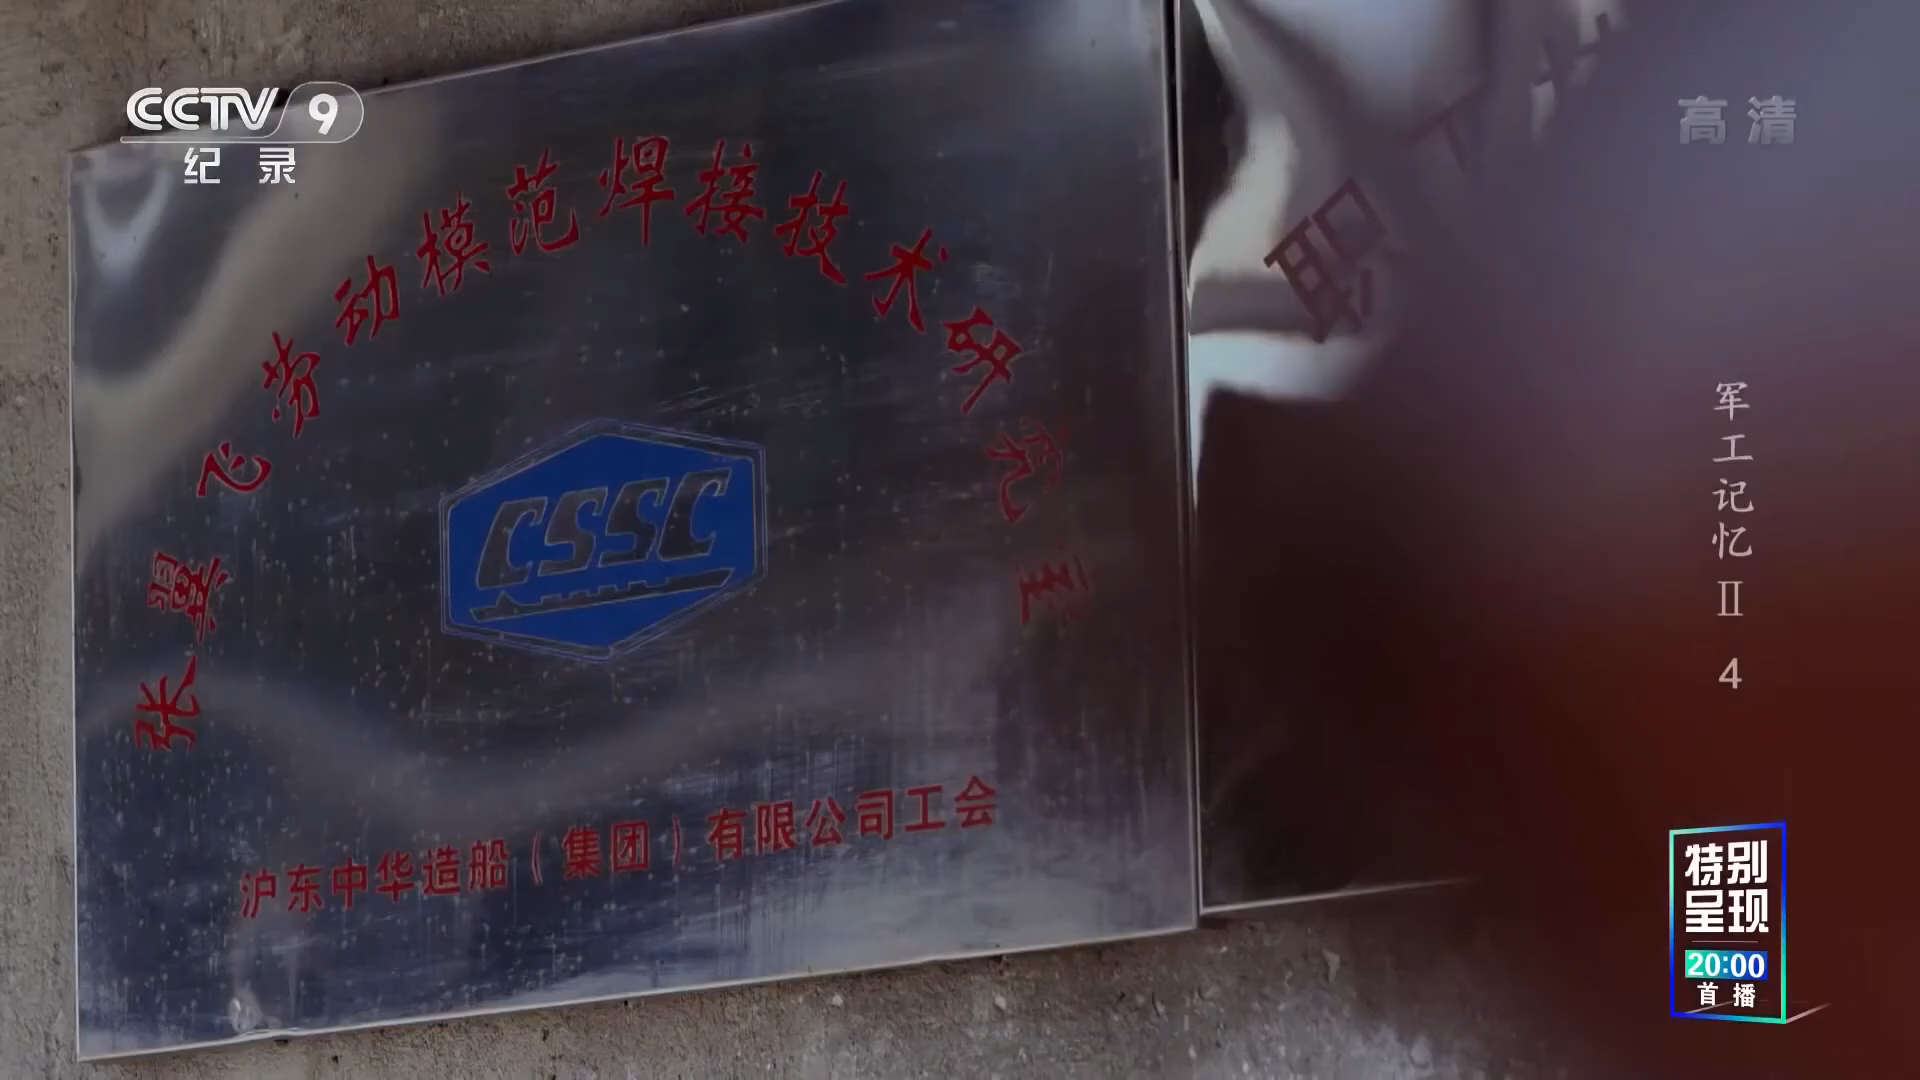 CCTV 9
纪录
高清
张翼飞劳动模范焊接技术研究室
CSSC
沪东中华造船（集团）有限公司工会
职工
军工记忆Ⅱ 4
特别
呈现
20:00
首播